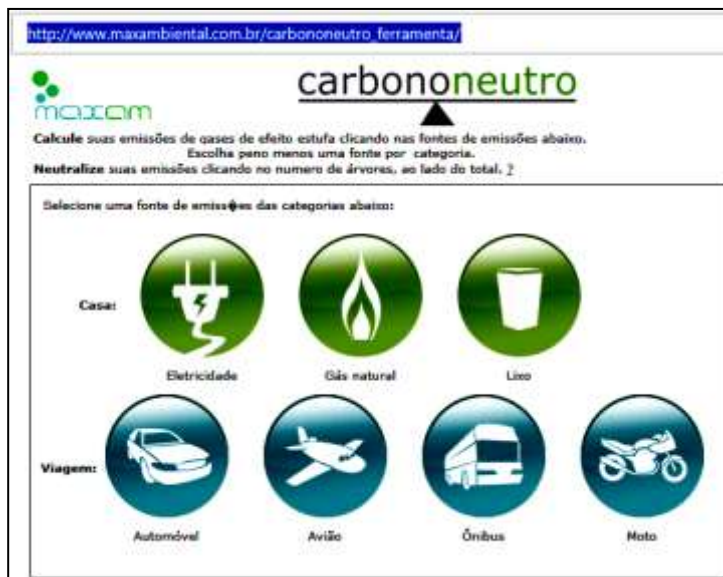 http://www.maxambiental.com.br/carbononeutro_ferramenta/
maxam
carbononeutro
Calcule suas emissões de gases de efeito estufa clicando nas fontes de emissões abaixo.
Escolha peno menos uma fonte por categoria.
Neutralize suas emissões clicando no numero de árvores, ao lado do total. ?
Selecione uma fonte de emiss�es das categorias abaixo:
Casa:
Eletricidade Gás natural Lixo
Viagem:
Automóvel Avião Ônibus Moto